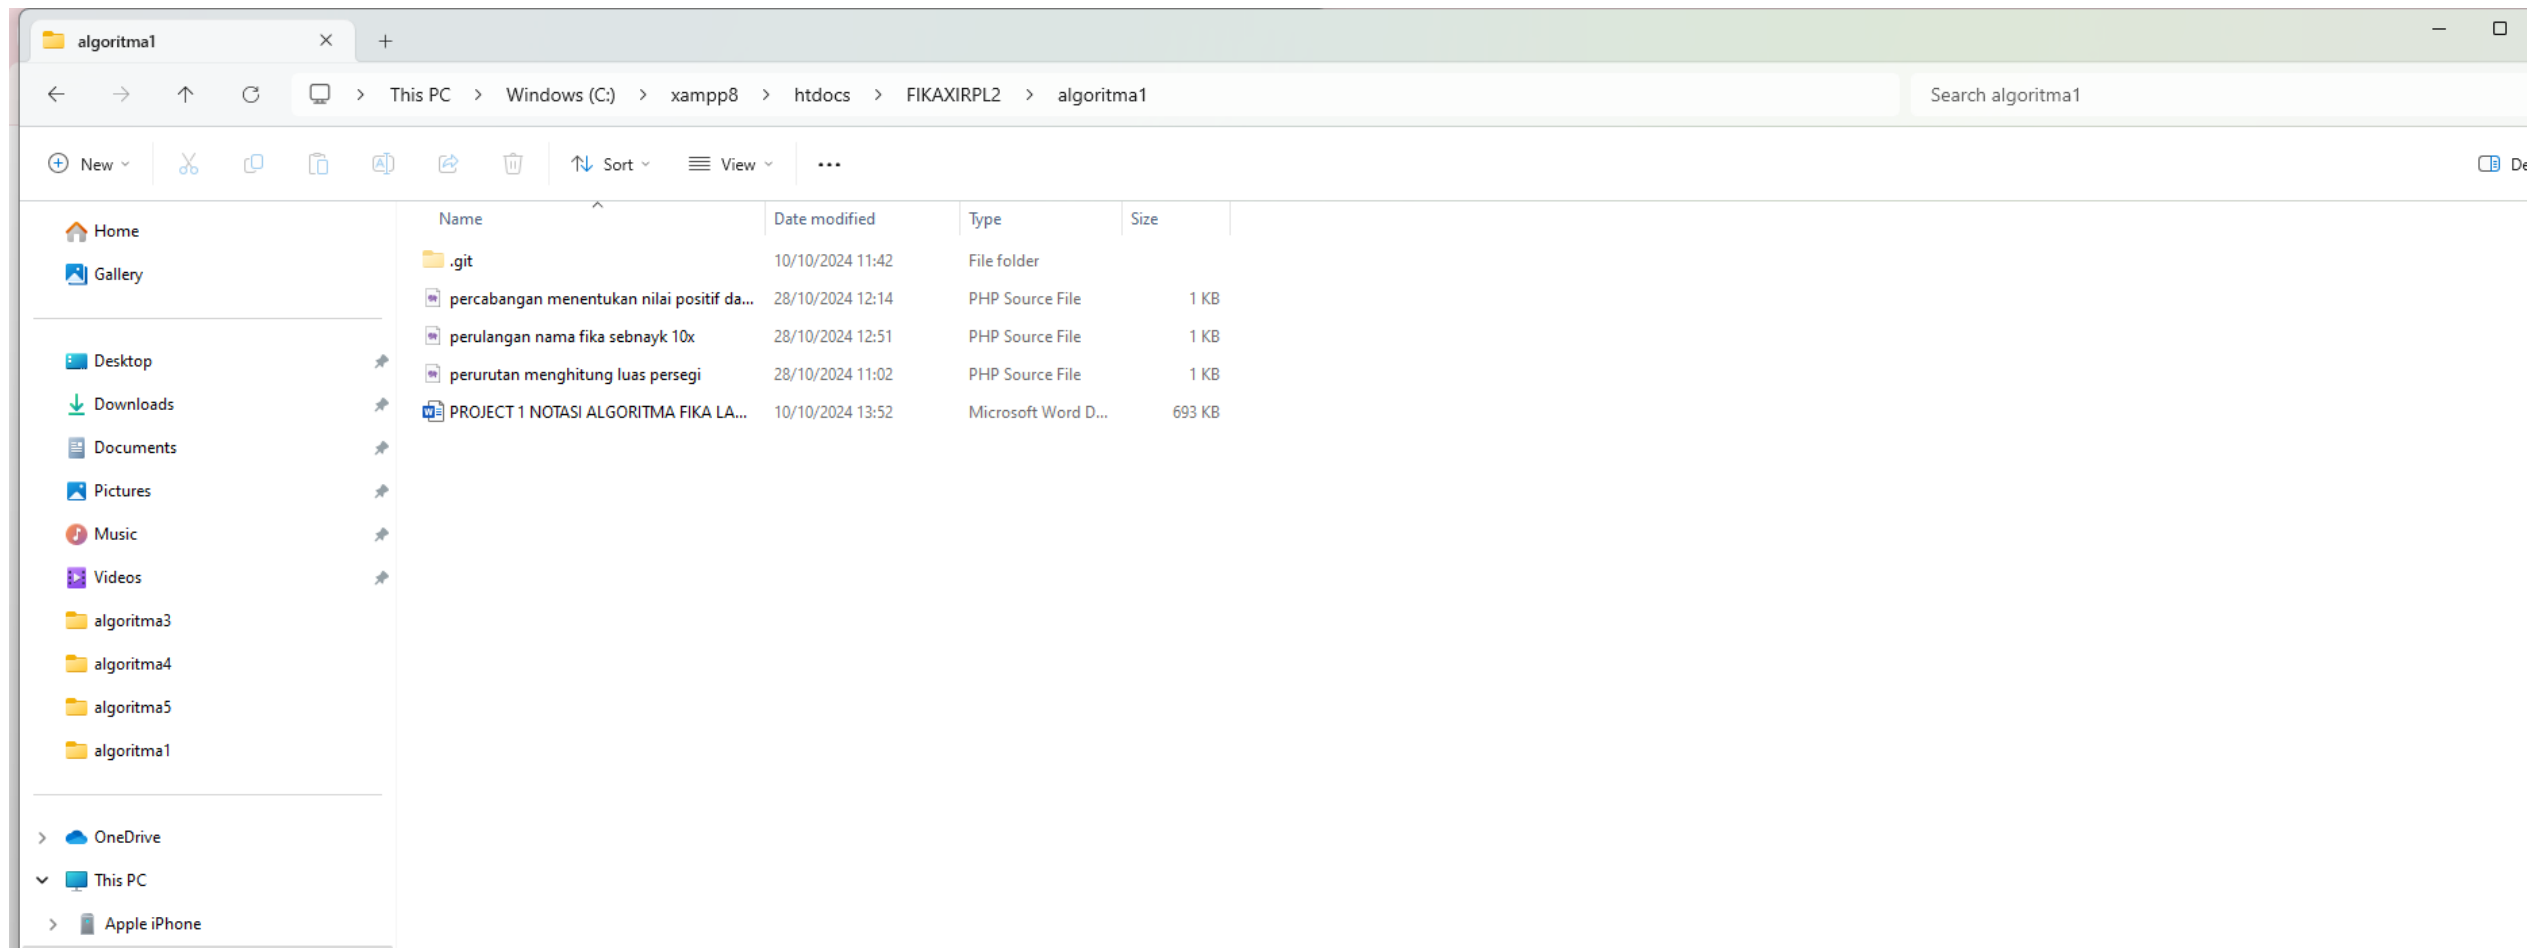 algoritma1
This PC > Windows (C:) > xampp8 > htdocs > FIKAXIRPL2 > algoritma1
Search algoritma1
New
Sort
View
De
Name
Date modified
Type
Size
Home
Gallery
Desktop
Downloads
Documents
Pictures
Music
Videos
algoritma3
algoritma4
algoritma5
algoritma1
OneDrive
This PC
Apple iPhone
.git 10/10/2024 11:42 File folder
percabangan menentukan nilai positif da... 28/10/2024 12:14 PHP Source File 1 KB
perulangan nama fika sebnayk 10x 28/10/2024 12:51 PHP Source File 1 KB
perurutan menghitung luas persegi 28/10/2024 11:02 PHP Source File 1 KB
PROJECT 1 NOTASI ALGORITMA FIKA LA... 10/10/2024 13:52 Microsoft Word D... 693 KB